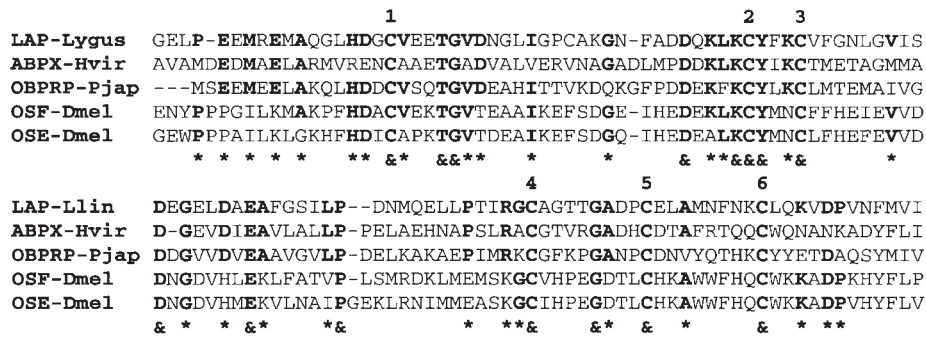 1 2 3
LAP-Lygus GELP-EEMREMAQGLHDGCVEETGVDNGLIGPCAKGN-FADDDQKLKCYFKCVFGNLGVIS
ABPX-Hvir AVAMDEDMAELARMVRENCAAETGADVALVERVNAGADLMPDDKLKCYIKCTMETAGMMA
OBPRP-Pjap ---MSEEMEELAKQLHDDCVSQTGVDEAHITTVKDQKGFPDDEKFKCYLKCLMTEMAIVG
OSF-Dmel ENYPPPGILKMAKPFHDACVEKTGVTEAAIKEFSDGE-IHEDEKLKCYMNCFFHEIEVVD
OSE-Dmel GEWPPPAILKLGKHFHDICAPKTGVTDEAIKEFSDGQ-IHEDEALKCYMNCLFHEFEVVD
* * * * * ** &* &&** * * & **&&& *& *
4 5 6
LAP-Llin DEGELDAEAFGSILP--DNMQELLPTIRGCAGTTGADPCELAMNFNKCLQKVDPVNFMVI
ABPX-Hvir D-GEVDIEAVLALLP--PELAEHNAPSLRACGTVRGADHCDTAFRTQQCWQNANKADYFLI
OBPRP-Pjap DDGVVDVEAAVGVLP-DELKAKAEPIMRKCGFKPGANPCDNVYQTHKCYYETDAQSYMIV
OSF-Dmel DNGDVHLEKLFATVP-LSMRDKLMEMSKGCVHPEGDTLCHKAWWFHQCWKKADPKHYFLP
OSE-Dmel DNGDVHMEKVLNAIPGEKLRNIMMEASKGCIHPEGDTLCHKAWWFHQCWKKADPVHYFLV
& * * &* *& * **& &* & * & * **